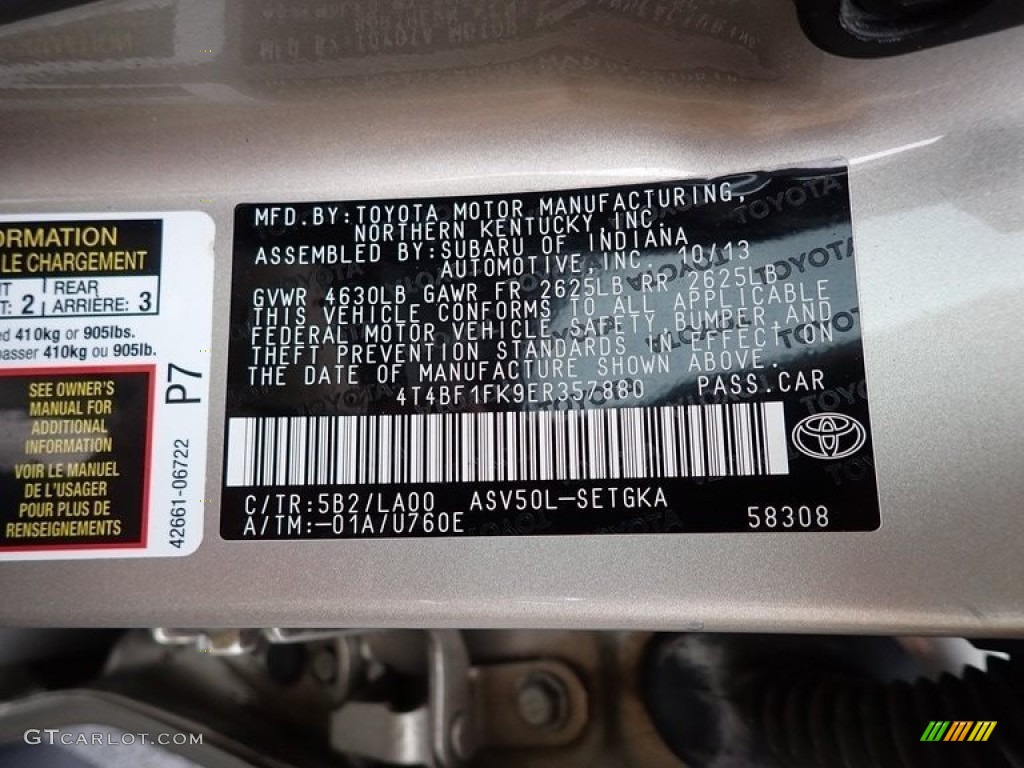 ORMATION
LE CHARGEMENT
REAR
2 ARRIÈRE: 3
410kg or 905lbs.
passer 410kg ou 905lb.
SEE OWNER'S
MANUAL FOR
ADDITIONAL
INFORMATION
VOIR LE MANUEL
DE L'USAGER
POUR PLUS DE
RENSEIGNEMENTS
P7
42661-06722
MFD.BY:TOYOTA MOTOR MANUFACTURING,
NORTHERN KENTUCKY,INC.
ASSEMBLED BY:SUBARU OF INDIANA
AUTOMOTIVE,INC. 10/13
GVWR 4630LB GAWR FR 2625LB RR 2625LB
THIS VEHICLE CONFORMS TO ALL APPLICABLE
FEDERAL MOTOR VEHICLE SAFETY,BUMPER,AND
THEFT PREVENTION STANDARDS IN EFFECT ON
THE DATE OF MANUFACTURE SHOWN ABOVE.
4T4BF1FK9ER357880 PASS.CAR
C/TR:5B2/LA00 ASV50L-SETGKA
A/TM:-01A/U760E
58308
GTCARLOT.COM